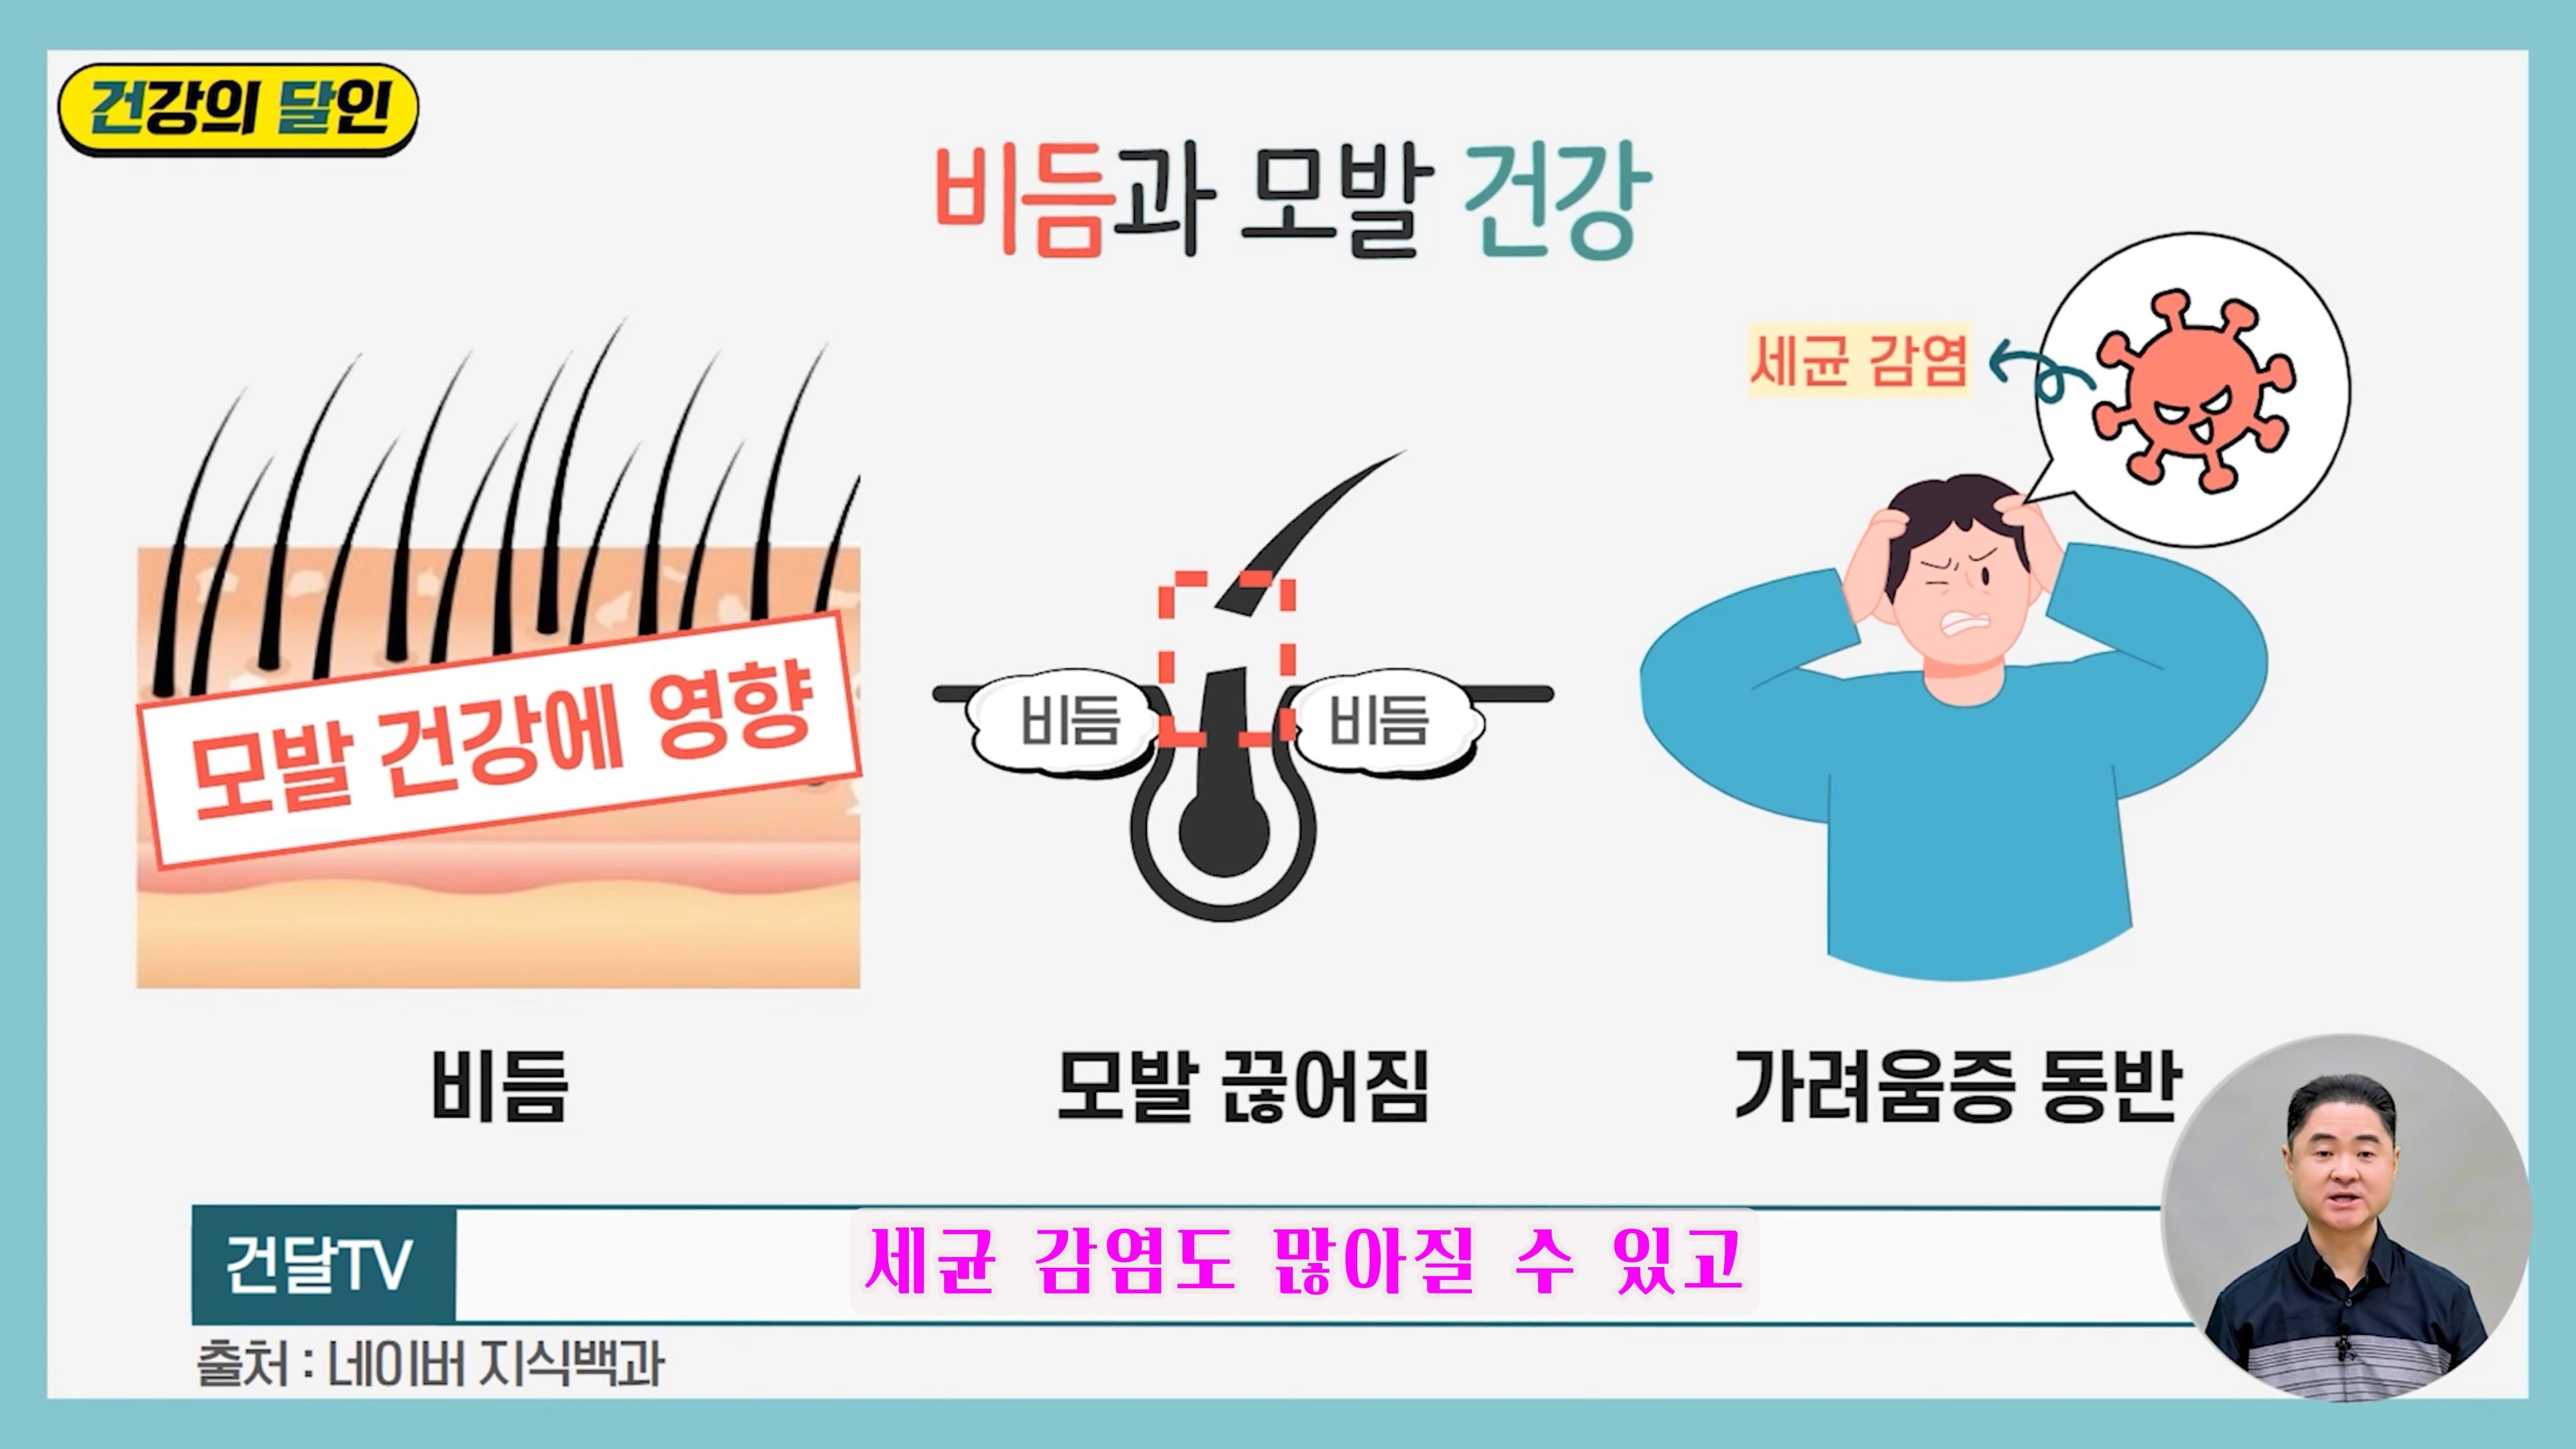 건강의 달인
비듬과 모발 건강
세균 감염
모발 건강에 영향
비듬
비듬
비듬
모발 끊어짐
가려움증 동반
건달TV
세균 감염도 많아질 수 있고
출처 : 네이버 지식백과